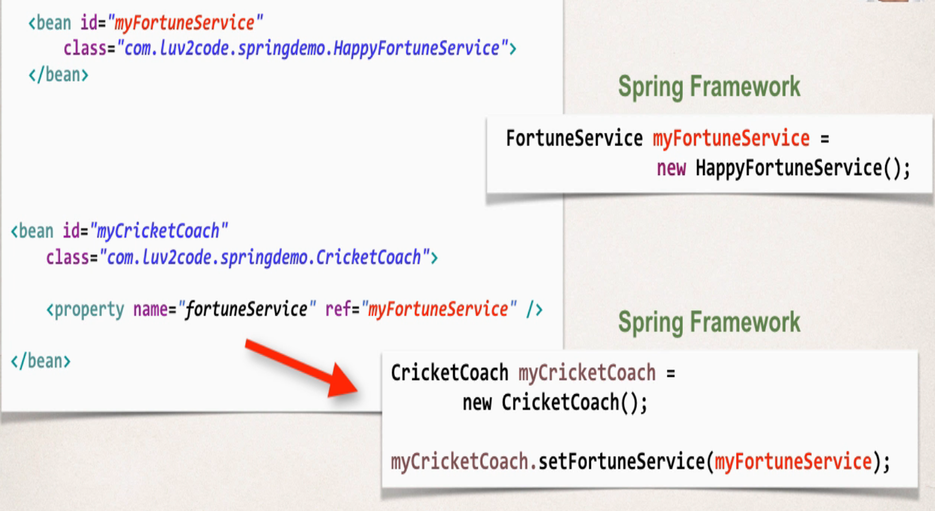 <bean id="myFortuneService"
class="com.luv2code.springdemo.HappyFortuneService">
</bean>
Spring Framework
FortuneService myFortuneService =
new HappyFortuneService();
<bean id="myCricketCoach"
class="com.luv2code.springdemo.CricketCoach">
<property name="fortuneService" ref="myFortuneService" />
</bean>
Spring Framework
CricketCoach myCricketCoach =
new CricketCoach();
myCricketCoach.setFortuneService(myFortuneService);